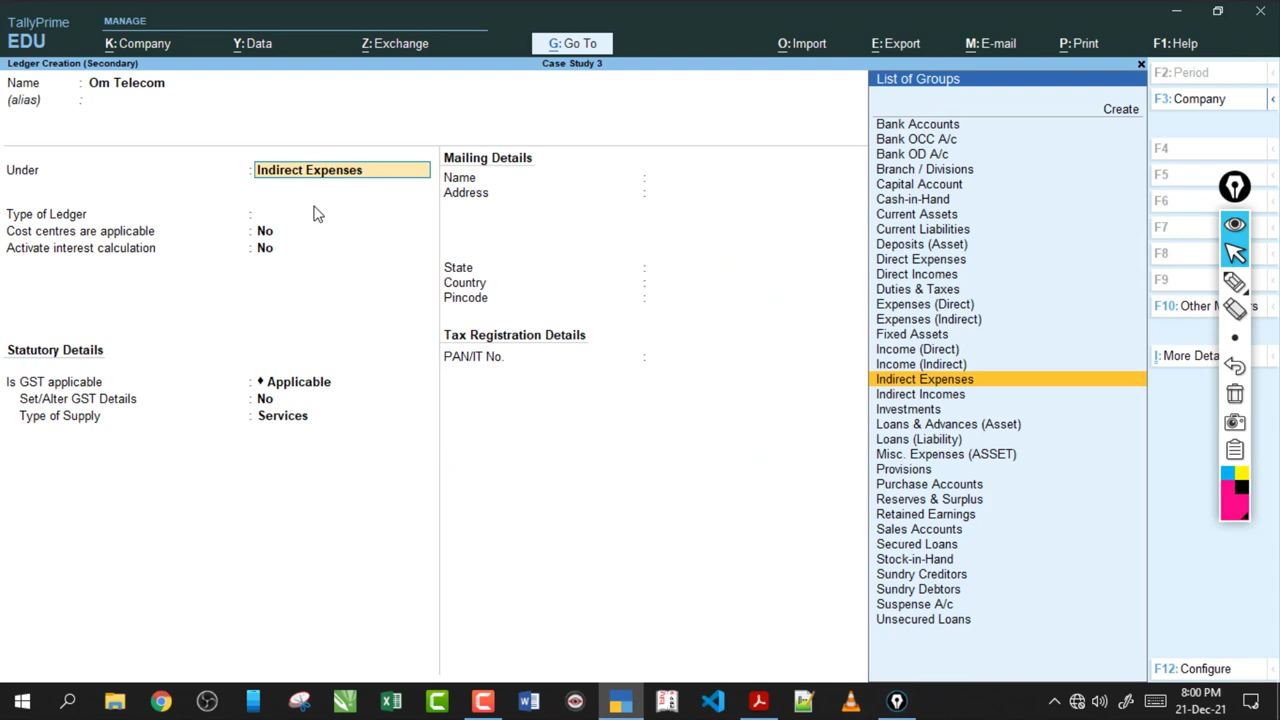 TallyPrime
EDU
MANAGE
K: Company
Y: Data
Z: Exchange
G: Go To
O: Import
E: Export
M: E-mail
P: Print
F1: Help
Ledger Creation (Secondary)
Case Study 3
Name : Om Telecom
(alias) :
Under : Indirect Expenses
Type of Ledger :
Cost centres are applicable : No
Activate interest calculation : No
Statutory Details
Is GST applicable : ♦ Applicable
Set/Alter GST Details : No
Type of Supply : Services
Mailing Details
Name :
Address :
State :
Country :
Pincode :
Tax Registration Details
PAN/IT No. :
List of Groups
Create
Bank Accounts
Bank OCC A/c
Bank OD A/c
Branch / Divisions
Capital Account
Cash-in-Hand
Current Assets
Current Liabilities
Deposits (Asset)
Direct Expenses
Direct Incomes
Duties & Taxes
Expenses (Direct)
Expenses (Indirect)
Fixed Assets
Income (Direct)
Income (Indirect)
Indirect Expenses
Indirect Incomes
Investments
Loans & Advances (Asset)
Loans (Liability)
Misc. Expenses (ASSET)
Provisions
Purchase Accounts
Reserves & Surplus
Retained Earnings
Sales Accounts
Secured Loans
Stock-in-Hand
Sundry Creditors
Sundry Debtors
Suspense A/c
Unsecured Loans
F2: Period
F3: Company
F4
F5
F6
F7
F8
F9
F10: Other
I: More
F12: Configure
8:00 PM
21-Dec-21